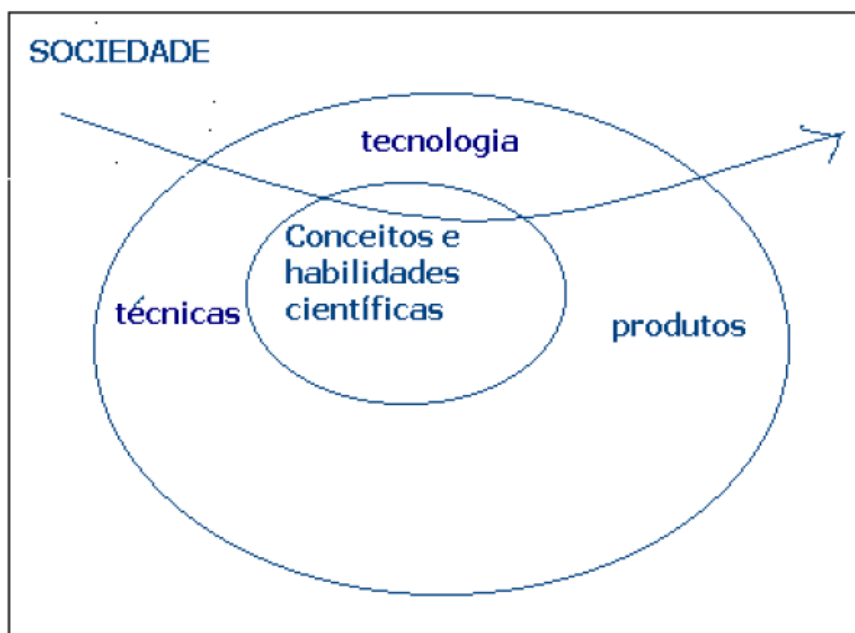 SOCIEDADE
tecnologia
Conceitos e
habilidades
científicas
técnicas
produtos